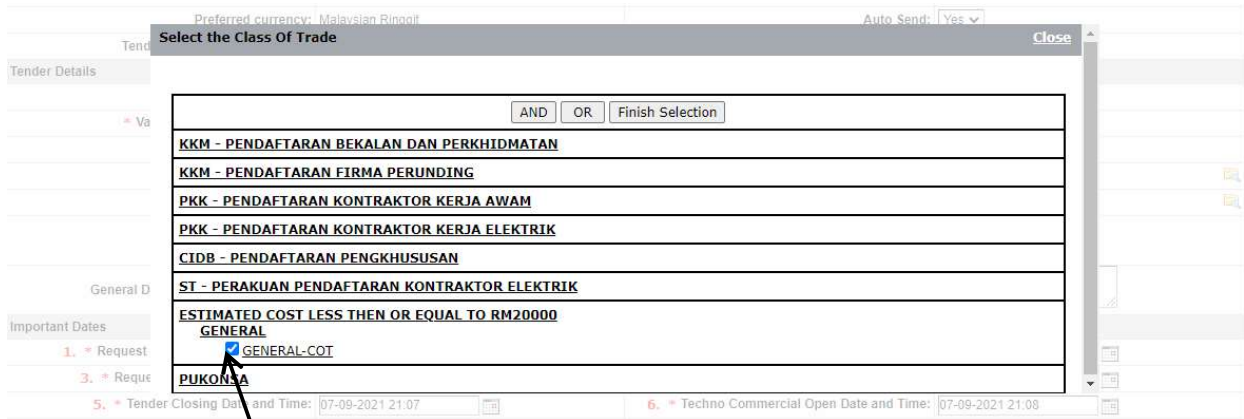 Preferred currency: Malaysian Ringgit Auto Send: Yes
Select the Class Of Trade Close
Tend
Tender Details
AND OR Finish Selection
* Va
KKM - PENDAFTARAN BEKALAN DAN PERKHIDMATAN
KKM - PENDAFTARAN FIRMA PERUNDING
PKK - PENDAFTARAN KONTRAKTOR KERJA AWAM
PKK - PENDAFTARAN KONTRAKTOR KERJA ELEKTRIK
CIDB - PENDAFTARAN PENGKHUSUSAN
General D
ST - PERAKUAN PENDAFTARAN KONTRAKTOR ELEKTRIK
ESTIMATED COST LESS THEN OR EQUAL TO RM20000
Important Dates
GENERAL
1. * Request
GENERAL-COT
3. * Reque
PUKONSA
5. * Tender Closing Date and Time: 07-09-2021 21:07 6. * Techno Commercial Open Date and Time: 07-09-2021 21:08